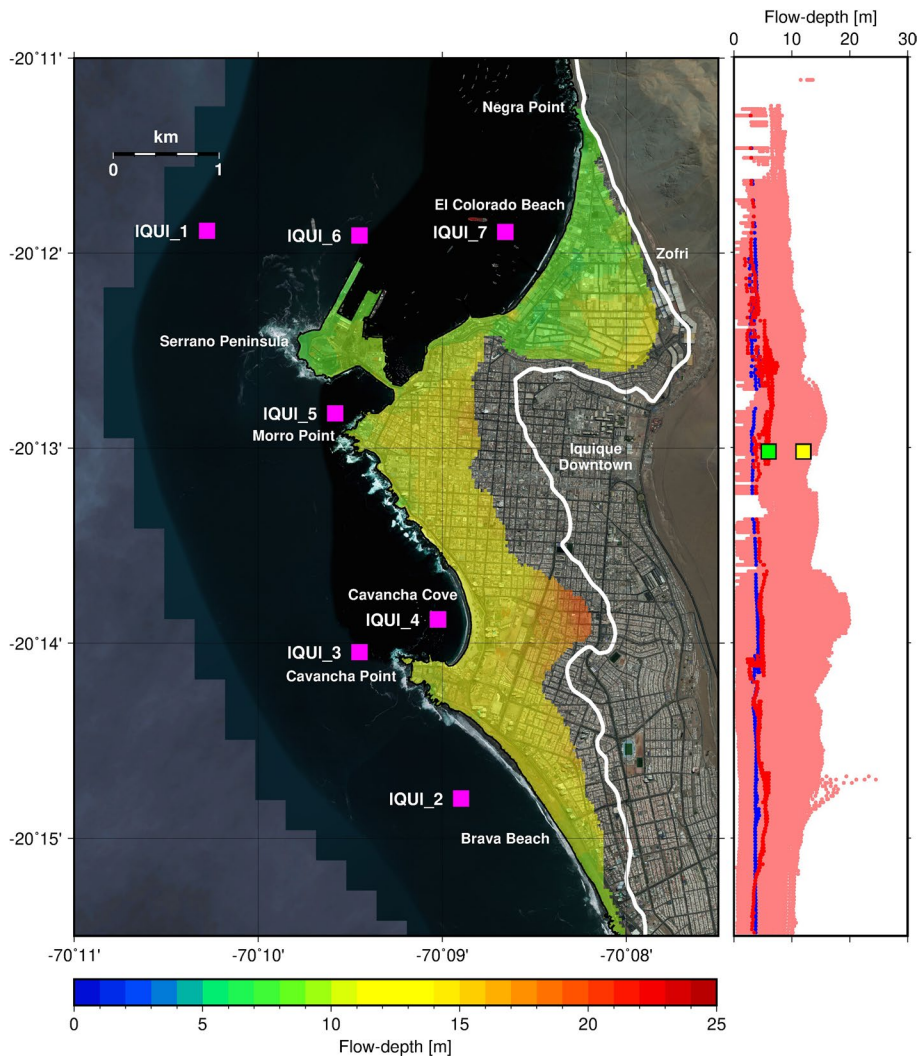 Flow-depth [m]
0 10 20 30
-20°11'
Negra Point
km
0 1
El Colorado Beach
IQUI_1
IQUI_6
IQUI_7
-20°12'
Zofri
Serrano Peninsula
IQUI_5
Morro Point
-20°13'
Iquique
Downtown
Cavancha Cove
IQUI_4
-20°14'
IQUI_3
Cavancha Point
IQUI_2
Brava Beach
-20°15'
-70°11' -70°10' -70°09' -70°08'
0 5 10 15 20 25
Flow-depth [m]